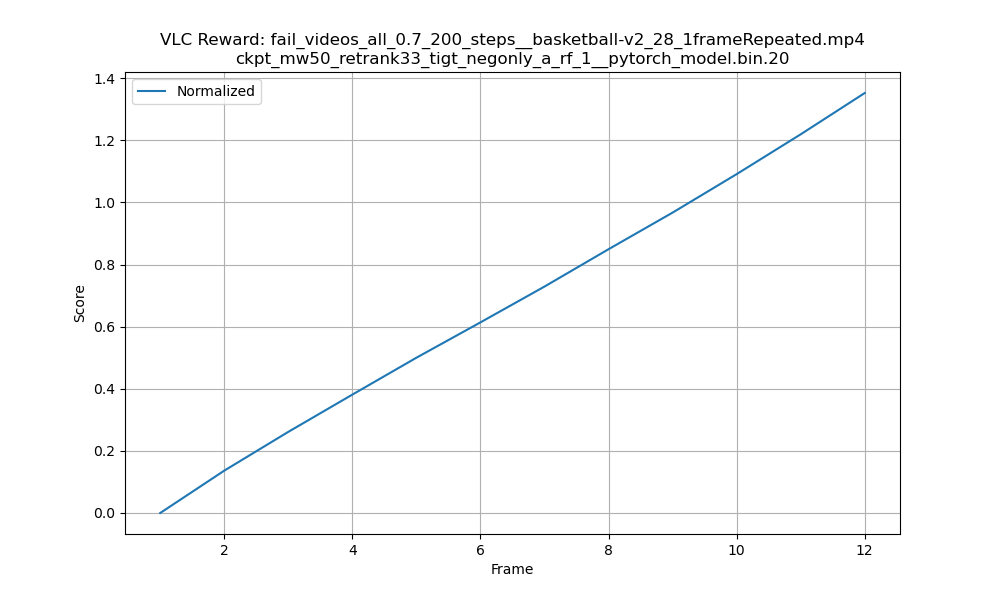 VLC Reward: fail_videos_all_0.7_200_steps__basketball-v2_28_1frameRepeated.mp4
ckpt_mw50_retrank33_tigt_negonly_a_rf_1__pytorch_model.bin.20
Normalized
1.4
1.2
1.0
0.8
0.6
0.4
0.2
0.0
Score
2 4 6 8 10 12
Frame